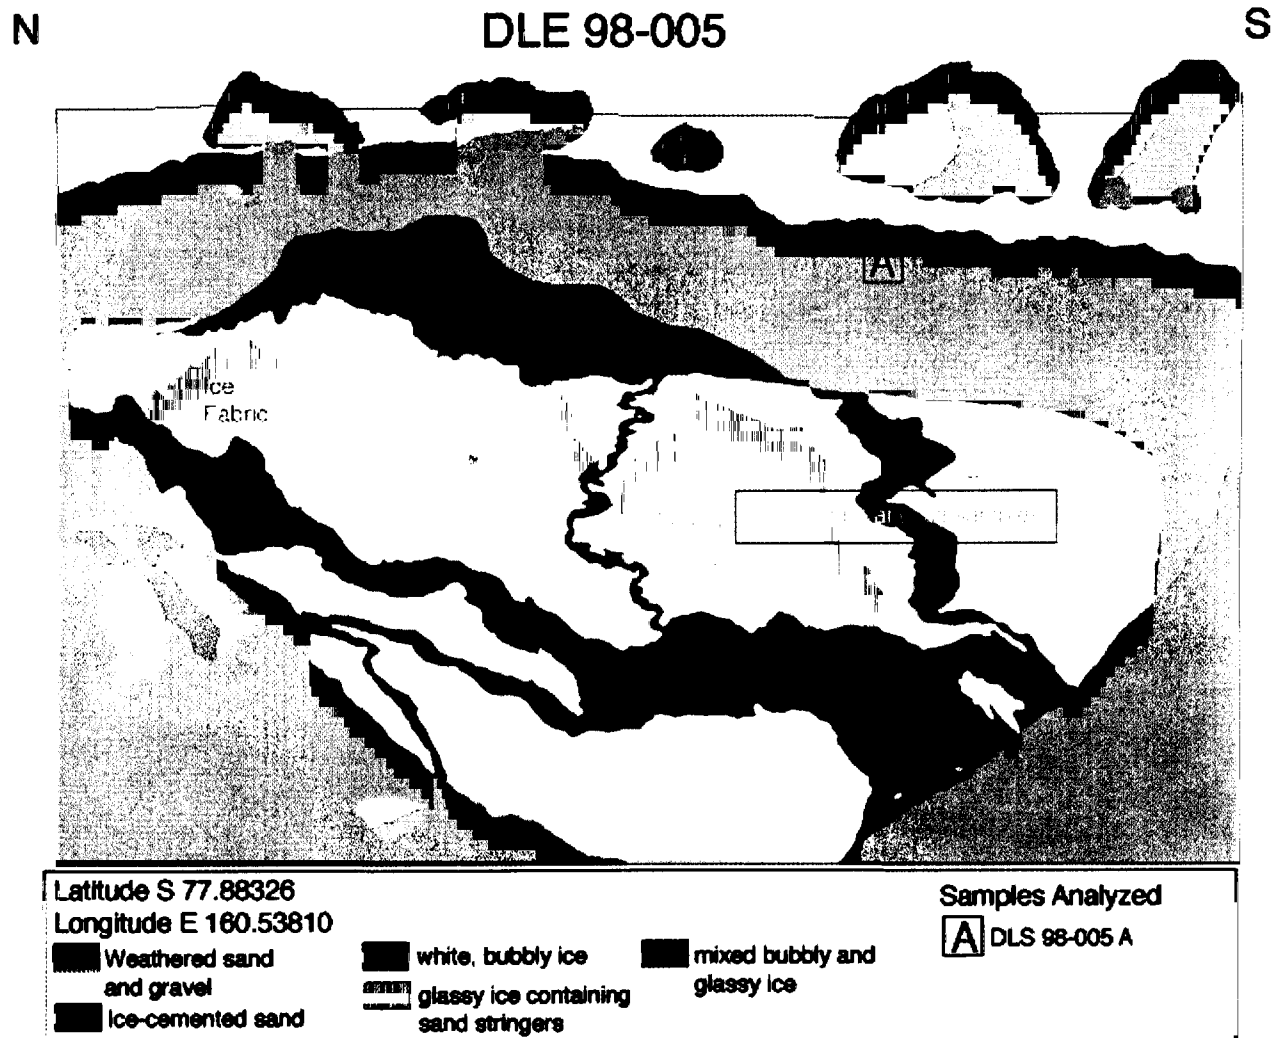 N
DLE 98-005
S
A
Ice
Fabric
Latitude S 77.88326
Longitude E 160.53810
Weathered sand
and gravel
Ice-cemented sand
white, bubbly ice
glassy ice containing
sand stringers
mixed bubbly and
glassy ice
Samples Analyzed
A DLS 98-005 A